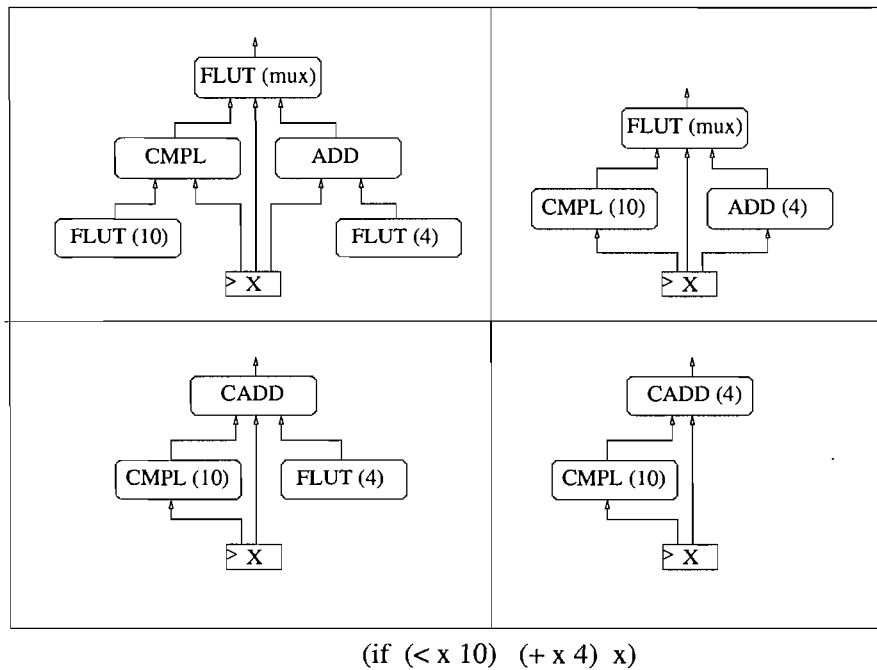 FLUT (mux)
CMPL
ADD
FLUT (10)
FLUT (4)
> X
FLUT (mux)
CMPL (10)
ADD (4)
> X
CADD
CMPL (10)
FLUT (4)
> X
CADD (4)
CMPL (10)
> X
(if (< x 10) (+ x 4) x)